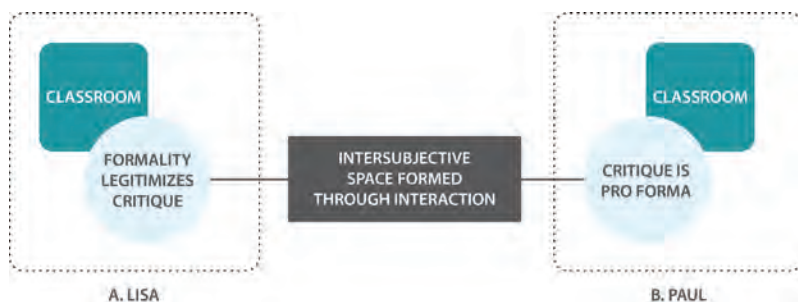 CLASSROOM
FORMALITY
LEGITIMIZES
CRITIQUE
INTERSUBJECTIVE
SPACE FORMED
THROUGH INTERACTION
CLASSROOM
CRITIQUE IS
PRO FORMA
A. LISA
B. PAUL